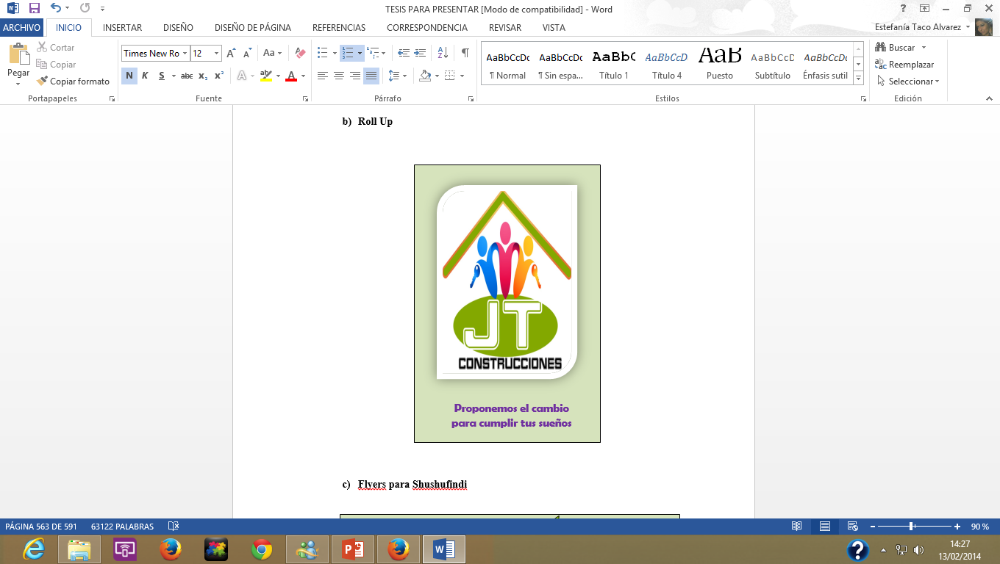 TESIS PARA PRESENTAR [Modo de compatibilidad] - Word
ARCHIVO INICIO INSERTAR DISEÑO DISEÑO DE PÁGINA REFERENCIAS CORRESPONDENCIA REVISAR VISTA Estefanía Taco Alvarez
Pegar
Cortar
Copiar
Copiar formato
Portapapeles
Times New Ro 12
N K S abc x₂ x²
Fuente
Párrafo
AaBbCcDc AaBbCcDc AaBbC AaBbCcD AaB AaBbCcD AaBbCcDc
¶ Normal ¶ Sin espa... Título 1 Título 4 Puesto Subtítulo Énfasis sutil
Estilos
Buscar
Reemplazar
Seleccionar
Edición
b) Roll Up
JT
CONSTRUCCIONES
Proponemos el cambio
para cumplir tus sueños
c) Flyers para Shushufindi
PÁGINA 563 DE 591 63122 PALABRAS 90 %
14:27
13/02/2014